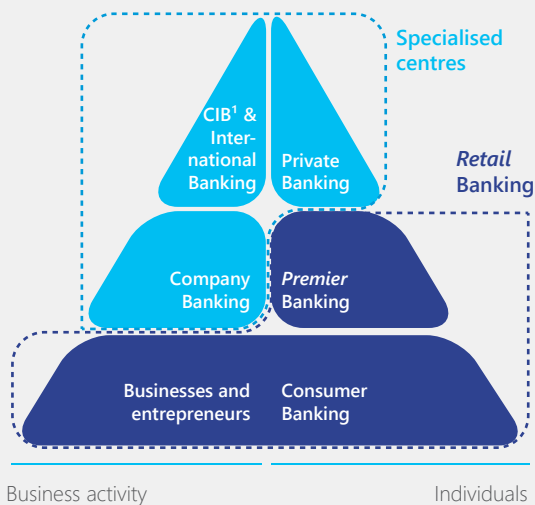 Specialised
centres
CIB¹ &
Inter-
national
Banking
Private
Banking
Retail
Banking
Company
Banking
Premier
Banking
Businesses and
entrepreneurs
Consumer
Banking
Business activity
Individuals